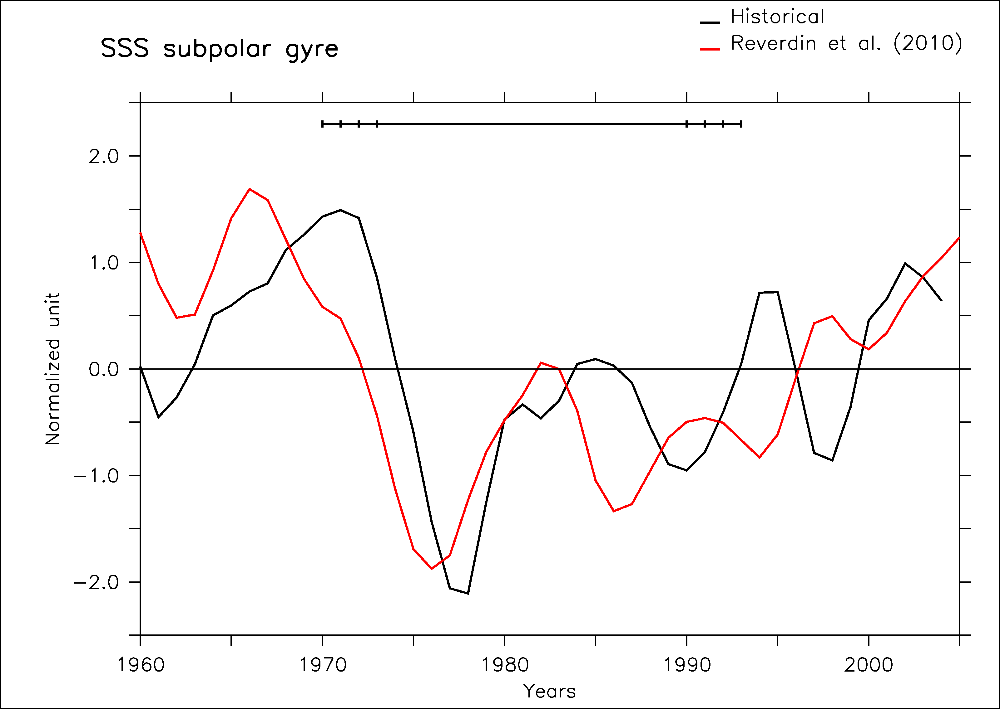 Historical
Reverdin et al. (2010)
SSS subpolar gyre
2.0
1.0
0.0
−1.0
−2.0
Normalized unit
1960 1970 1980 1990 2000
Years